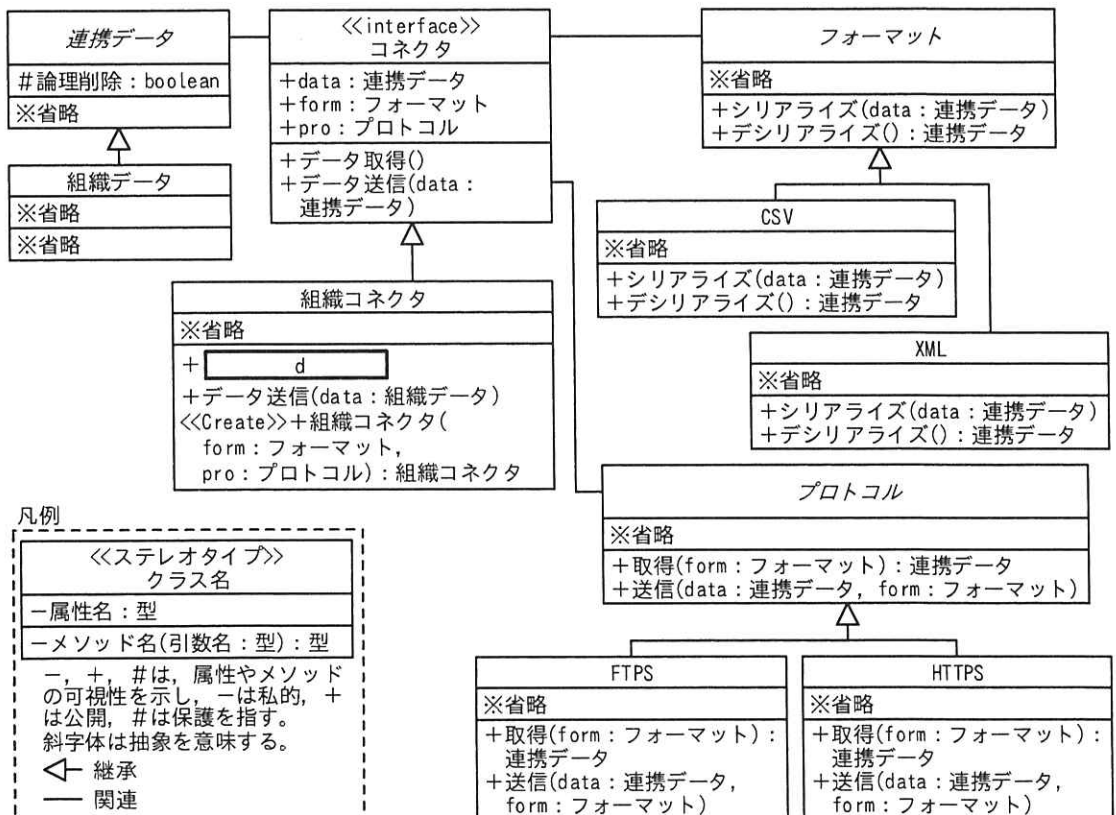 連携データ
#論理削除：boolean
※省略
組織データ
※省略
※省略
<<interface>>
コネクタ
+data：連携データ
+form：フォーマット
+pro：プロトコル
+データ取得()
+データ送信(data：
連携データ)
フォーマット
※省略
+シリアライズ(data：連携データ)
+デシリアライズ()：連携データ
CSV
※省略
+シリアライズ(data：連携データ)
+デシリアライズ()：連携データ
組織コネクタ
※省略
+ d
+データ送信(data：組織データ)
<<Create>>+組織コネクタ(
form：フォーマット，
pro：プロトコル)：組織コネクタ
XML
※省略
+シリアライズ(data：連携データ)
+デシリアライズ()：連携データ
プロトコル
※省略
+取得(form：フォーマット)：連携データ
+送信(data：連携データ，form：フォーマット)
FTPS
※省略
+取得(form：フォーマット)：
連携データ
+送信(data：連携データ，
form：フォーマット)
HTTPS
※省略
+取得(form：フォーマット)：
連携データ
+送信(data：連携データ，
form：フォーマット)
凡例
<<ステレオタイプ>>
クラス名
－属性名：型
－メソッド名(引数名：型)：型
－，＋，＃は，属性やメソッド
の可視性を示し，－は私的，＋
は公開，＃は保護を指す。
斜字体は抽象を意味する。
継承
関連